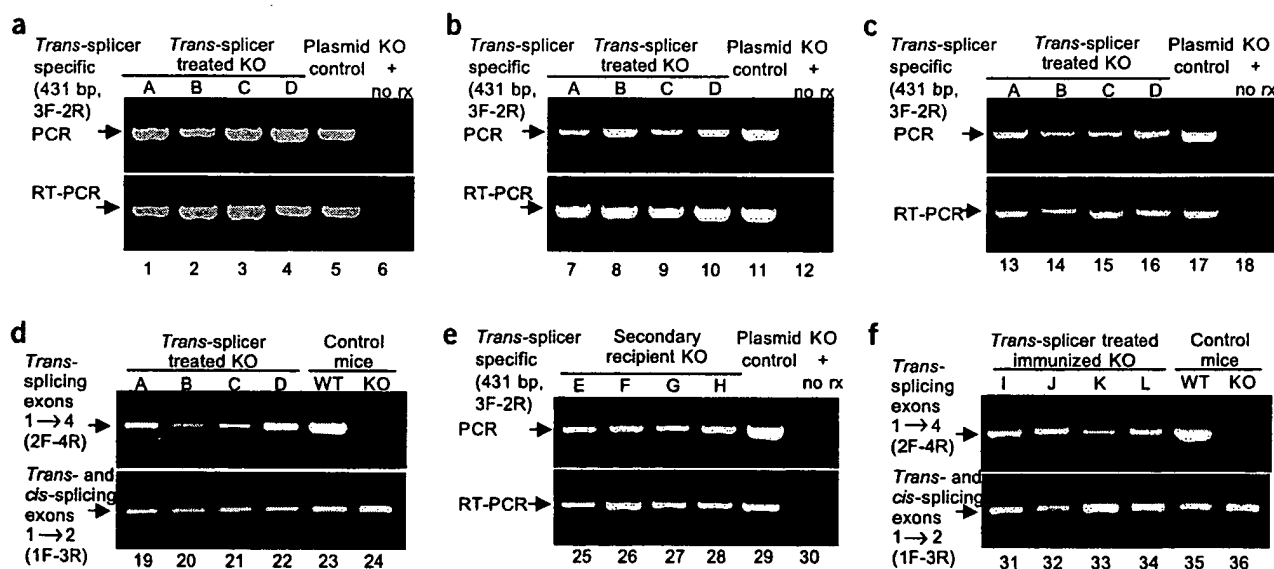 a
Trans-splicer
specific
(431 bp,
3F-2R)
PCR
RT-PCR
Trans-splicer
treated KO
A B C D
Plasmid
control
KO
+
no rx
1 2 3 4 5 6
b
Trans-splicer
specific
(431 bp,
3F-2R)
PCR
RT-PCR
Trans-splicer
treated KO
A B C D
Plasmid
control
KO
+
no rx
7 8 9 10 11 12
c
Trans-splicer
specific
(431 bp,
3F-2R)
PCR
RT-PCR
Trans-splicer
treated KO
A B C D
Plasmid
control
KO
+
no rx
13 14 15 16 17 18
d
Trans-
splicing
exons
1 → 4
(2F-4R)
Trans- and
cis-splicing
exons
1 → 2
(1F-3R)
Trans-splicer
treated KO
A B C D
Control
mice
WT KO
19 20 21 22 23 24
e
Trans-splicer
specific
(431 bp,
3F-2R)
PCR
RT-PCR
Secondary
recipient KO
E F G H
Plasmid
control
KO
+
no rx
25 26 27 28 29 30
f
Trans-
splicing
exons
1 → 4
(2F-4R)
Trans- and
cis-splicing
exons
1 → 2
(1F-3R)
Trans-splicer treated
immunized KO
I J K L
Control
mice
WT KO
31 32 33 34 35 36